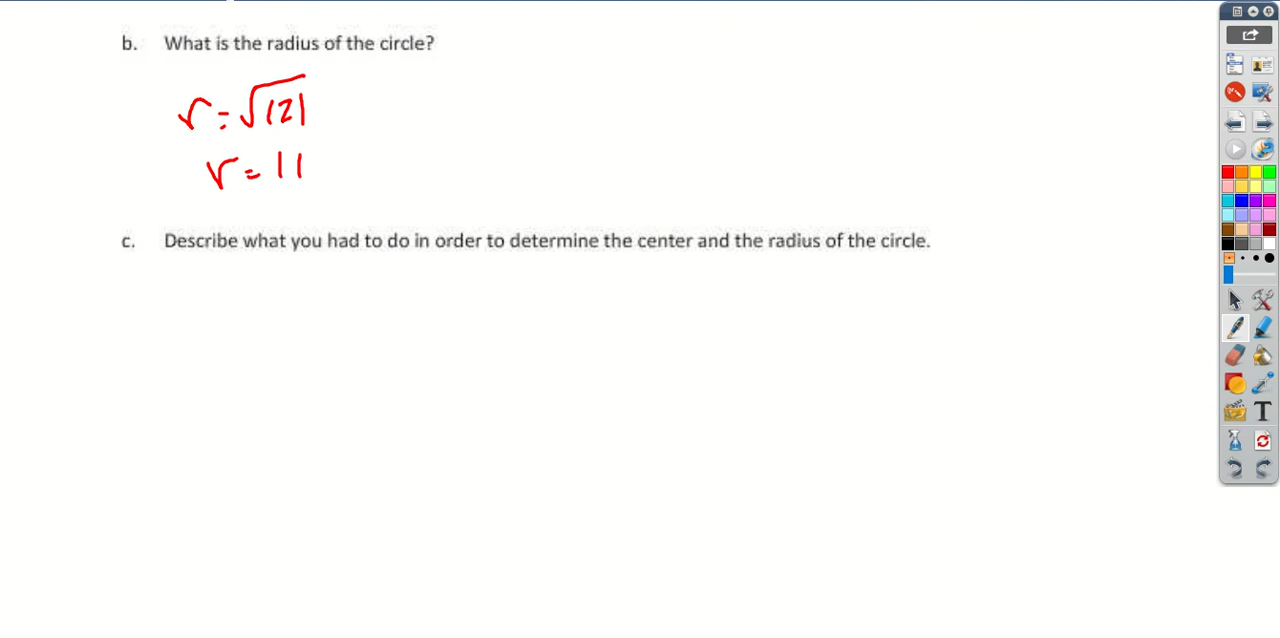 b. What is the radius of the circle?
r = √121
r = 11
c. Describe what you had to do in order to determine the center and the radius of the circle.
T